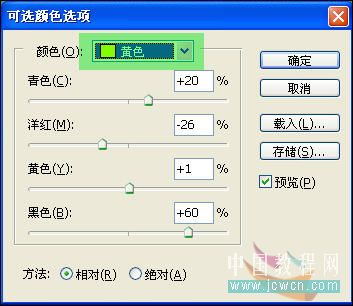 可选颜色选项
颜色(O): 黄色
确定
青色(C): +20 %
取消
洋红(M): -26 %
载入(L)...
黄色(Y): +1 %
存储(S)...
预览(P)
黑色(B): +60 %
方法: 相对(R) 绝对(A)
中国教程网
www.jcwcn.com